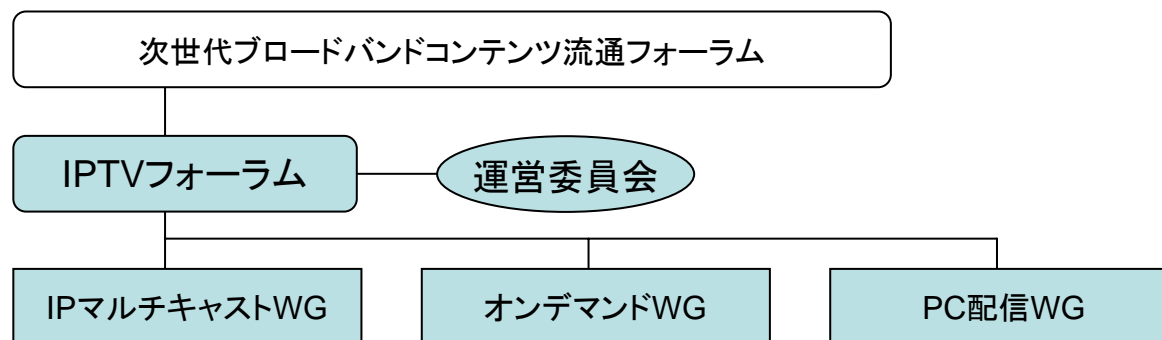 次世代ブロードバンドコンテンツ流通フォーラム
IPTVフォーラム
運営委員会
IPマルチキャストWG
オンデマンドWG
PC配信WG